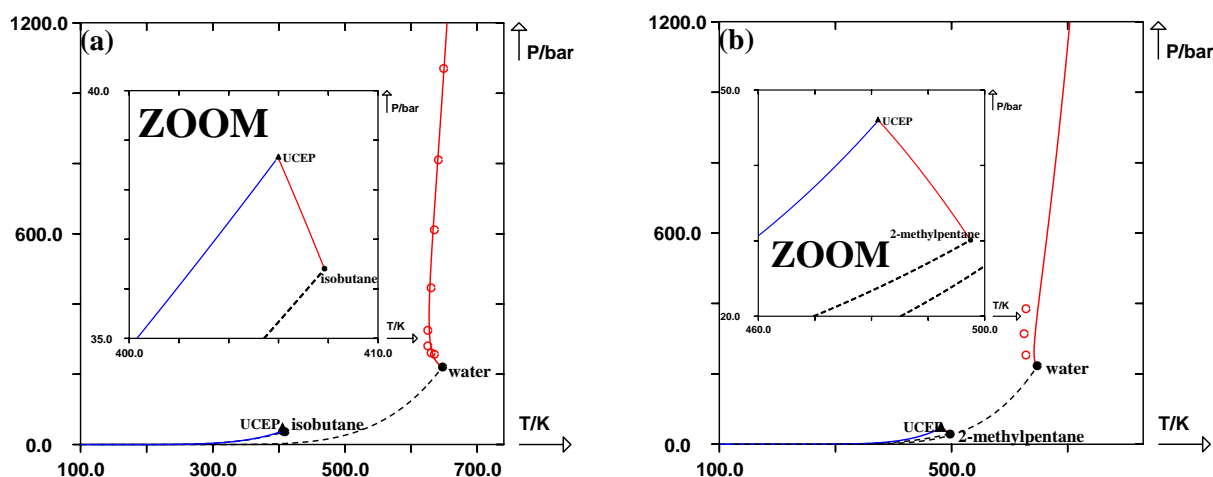 1200.0
(a)
P/bar
40.0
P/bar
ZOOM
UCEP
600.0
isobutane
T/K
35.0
400.0
410.0
water
UCEP
isobutane
T/K
0.0
100.0
300.0
500.0
700.0
1200.0
(b)
P/bar
50.0
P/bar
UCEP
600.0
2-methylpentane
ZOOM
T/K
20.0
460.0
500.0
water
UCEP
2-methylpentane
T/K
0.0
100.0
500.0